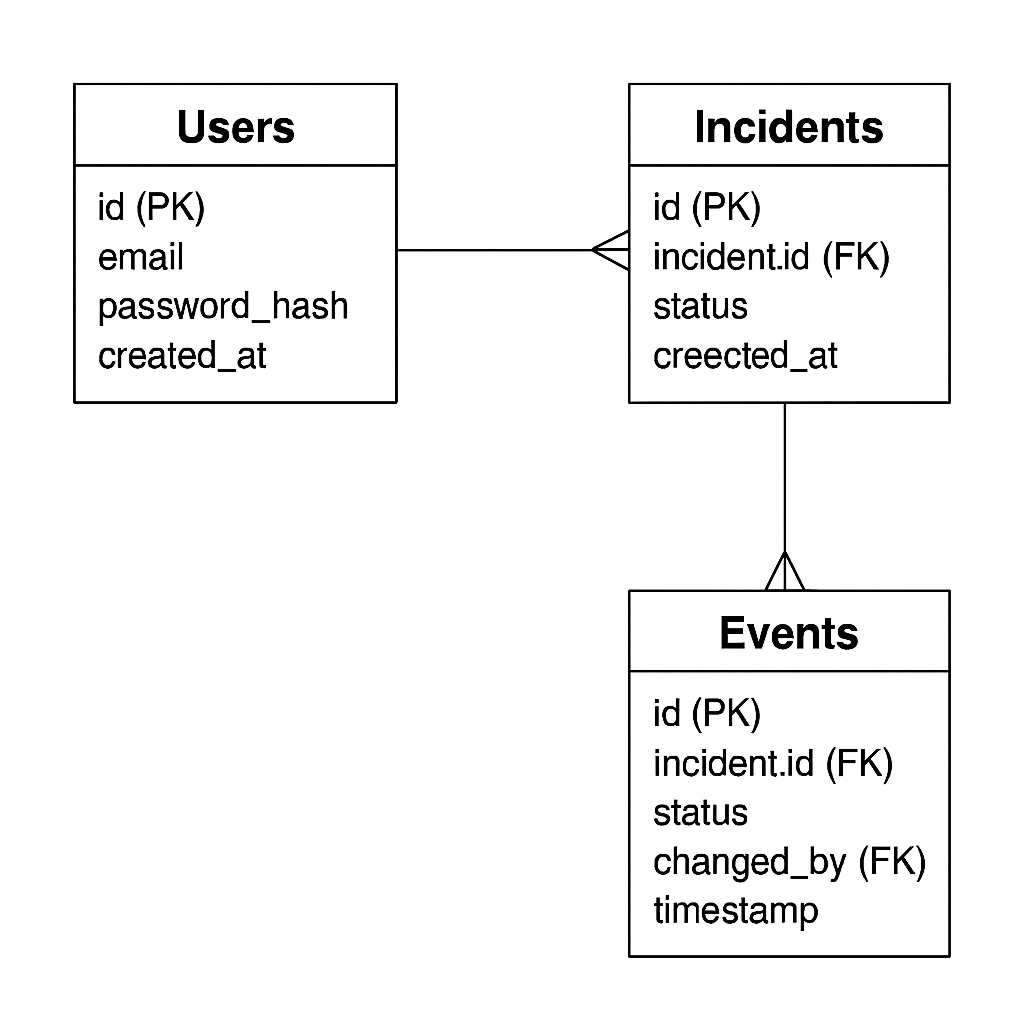 Users
id (PK)
email
password_hash
created_at
Incidents
id (PK)
incident.id (FK)
status
creected_at
Events
id (PK)
incident.id (FK)
status
changed_by (FK)
timestamp